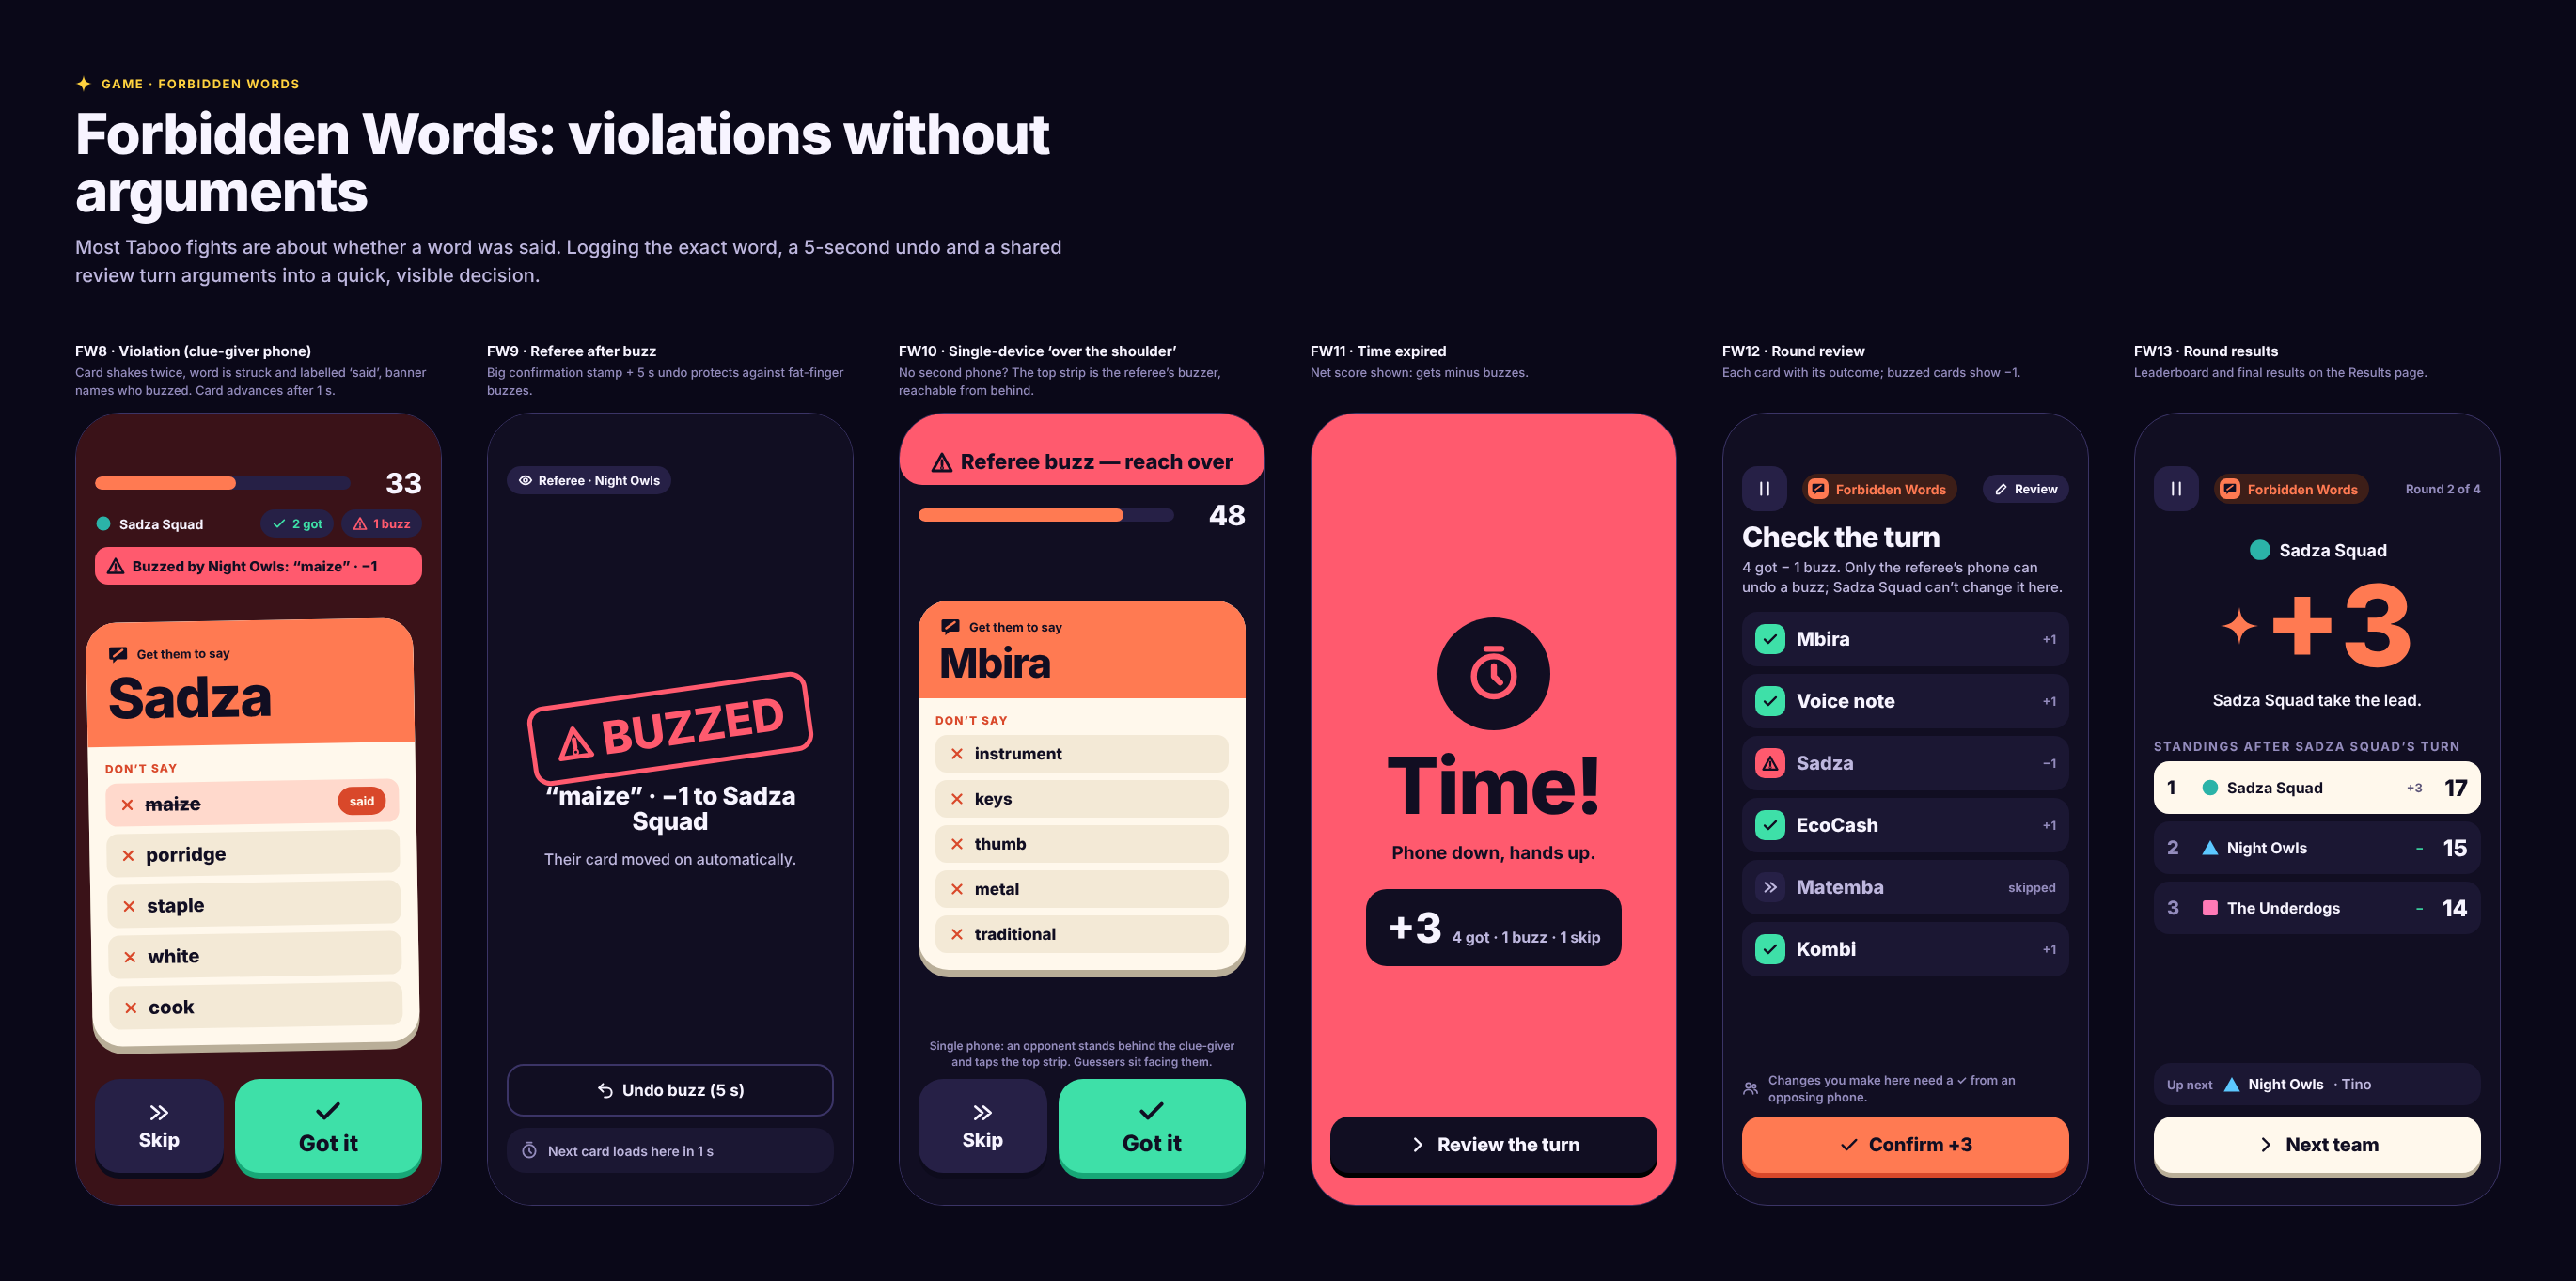 GAME · FORBIDDEN WORDS
Forbidden Words: violations without
arguments
Most Taboo fights are about whether a word was said. Logging the exact word, a 5-second undo and a shared
review turn arguments into a quick, visible decision.
FW8 · Violation (clue-giver phone)
Card shakes twice, word is struck and labelled ‘said’, banner
names who buzzed. Card advances after 1 s.
33
Sadza Squad
2 got
1 buzz
Buzzed by Night Owls: “maize” · −1
Get them to say
Sadza
DON’T SAY
maize
said
porridge
staple
white
cook
Skip
Got it
FW9 · Referee after buzz
Big confirmation stamp + 5 s undo protects against fat-finger
buzzes.
Referee · Night Owls
BUZZED
“maize” · −1 to Sadza
Squad
Their card moved on automatically.
Undo buzz (5 s)
Next card loads here in 1 s
FW10 · Single-device ‘over the shoulder’
No second phone? The top strip is the referee’s buzzer,
reachable from behind.
Referee buzz — reach over
48
Get them to say
Mbira
DON’T SAY
instrument
keys
thumb
metal
traditional
Single phone: an opponent stands behind the clue-giver
and taps the top strip. Guessers sit facing them.
Skip
Got it
FW11 · Time expired
Net score shown: gets minus buzzes.
Time!
Phone down, hands up.
+3 4 got · 1 buzz · 1 skip
Review the turn
FW12 · Round review
Each card with its outcome; buzzed cards show −1.
Forbidden Words
Review
Check the turn
4 got − 1 buzz. Only the referee’s phone can
undo a buzz; Sadza Squad can’t change it here.
Mbira +1
Voice note +1
Sadza −1
EcoCash +1
Matemba skipped
Kombi +1
Changes you make here need a ✓ from an
opposing phone.
Confirm +3
FW13 · Round results
Leaderboard and final results on the Results page.
Forbidden Words
Round 2 of 4
Sadza Squad
+3
Sadza Squad take the lead.
STANDINGS AFTER SADZA SQUAD’S TURN
1 Sadza Squad +3 17
2 Night Owls – 15
3 The Underdogs – 14
Up next Night Owls · Tino
Next team